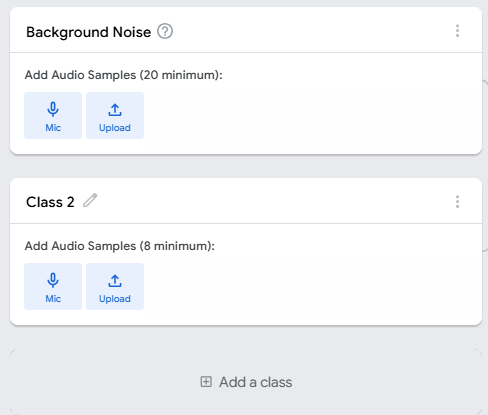 Background Noise ?
Add Audio Samples (20 minimum):
Mic Upload
Class 2
Add Audio Samples (8 minimum):
Mic Upload
Add a class